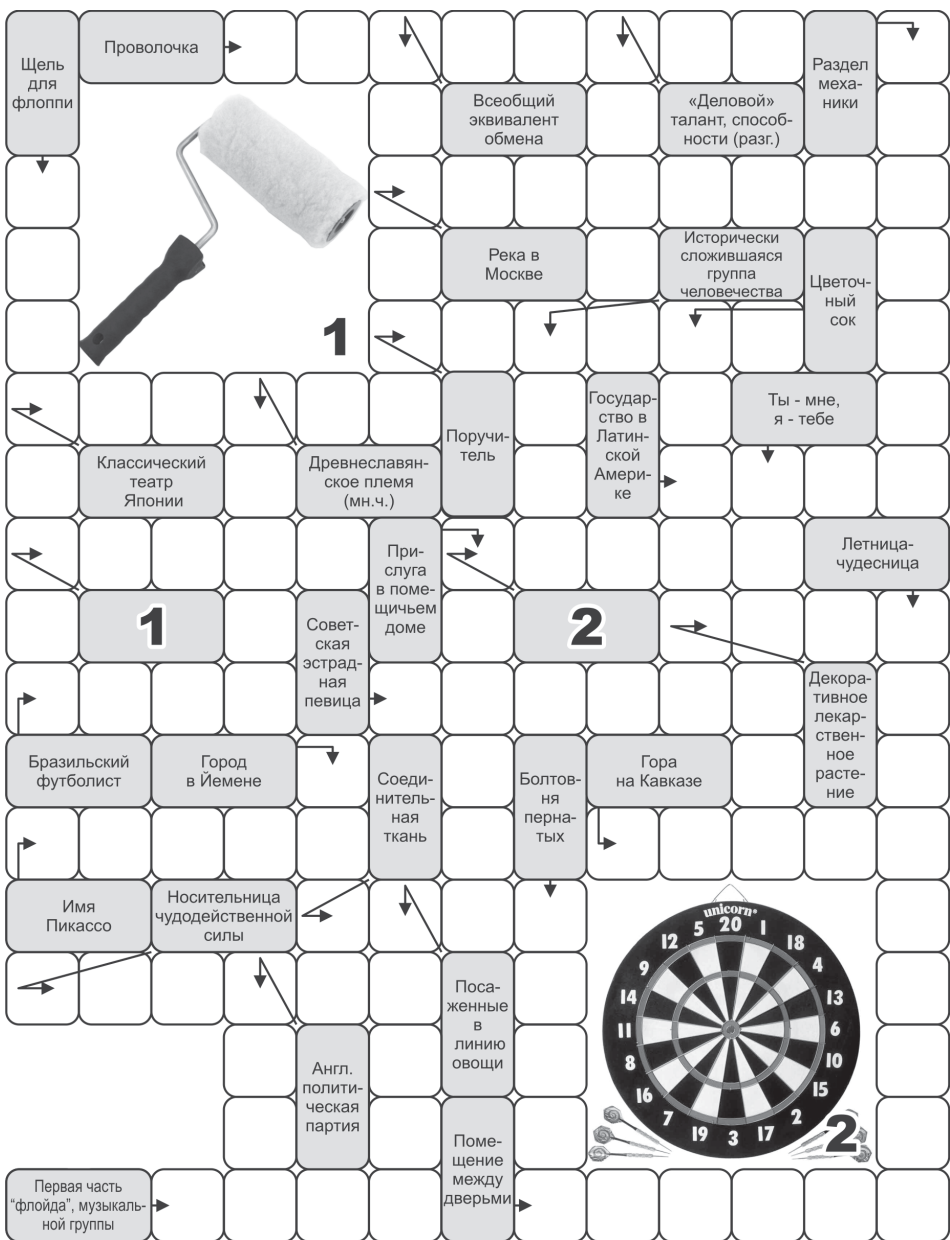 Щель
для
флоппи
Проволочка
Раздел
меха-
ники
Всеобщий
эквивалент
обмена
«Деловой»
талант, способ-
ности (разг.)
Река в
Москве
Исторически
сложившаяся
группа
человечества
Цветоч-
ный
сок
1
Поручи-
тель
Государ-
ство в
Латин-
ской
Амери-
ке
Ты - мне,
я - тебе
Классический
театр
Японии
Древнеславян-
ское племя
(мн.ч.)
При-
слуга
в поме-
щичьем
доме
Летница-
чудесница
1
Совет-
ская
эстрад-
ная
певица
2
Декора-
тивное
лекар-
ствен-
ное
расте-
ние
Бразильский
футболист
Город
в Йемене
Соеди-
нитель-
ная
ткань
Болтов-
ня
перна-
тых
Гора
на Кавказе
Имя
Пикассо
Носительница
чудодейственной
силы
unicorn®
20
1
18
4
13
6
10
15
2
17
3
19
7
16
8
11
14
9
12
5
2
Поса-
женные
в
линию
овощи
Англ.
полити-
ческая
партия
Поме-
щение
между
дверьми
Первая часть
"флойда", музыкаль-
ной группы